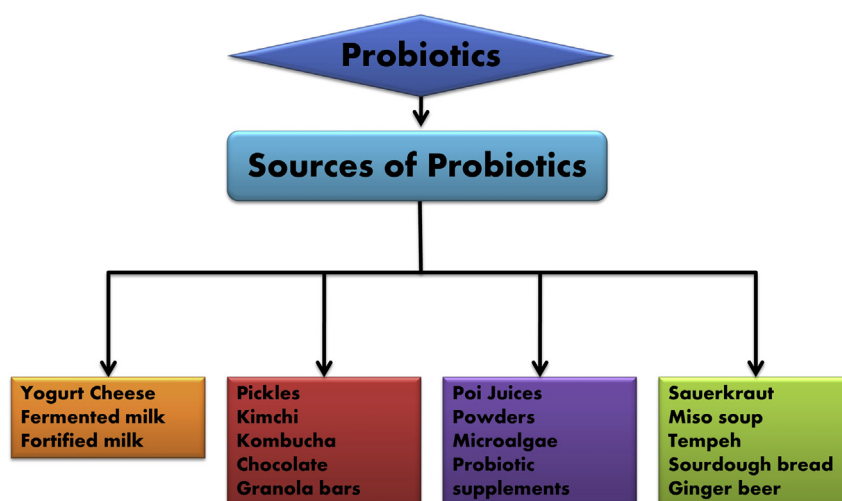 Probiotics
Sources of Probiotics
Yogurt Cheese
Fermented milk
Fortified milk
Pickles
Kimchi
Kombucha
Chocolate
Granola bars
Poi Juices
Powders
Microalgae
Probiotic
supplements
Sauerkraut
Miso soup
Tempeh
Sourdough bread
Ginger beer